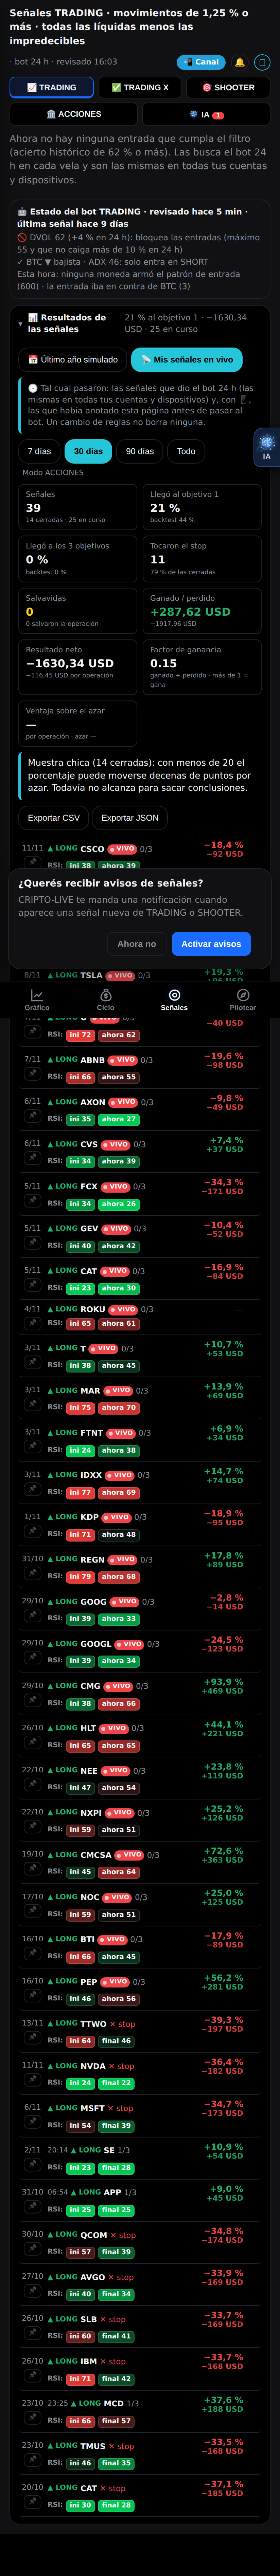 Señales TRADING · movimientos de 1,25 % o
más · todas las líquidas menos las
impredecibles
· bot 24 h · revisado 16:03
📲 Canal
🔔
📈 TRADING
✅ TRADING X
🎯 SHOOTER
🏛️ ACCIONES
IA 1
Ahora no hay ninguna entrada que cumpla el filtro
(acierto histórico de 62 % o más). Las busca el bot 24
h en cada vela y son las mismas en todas tus cuentas
y dispositivos.
🤖 Estado del bot TRADING · revisado hace 5 min ·
última señal hace 9 días
🚫 DVOL 62 (+4 % en 24 h): bloquea las entradas (máximo
55 y que no caiga más de 10 % en 24 h)
✓ BTC ▼ bajista · ADX 46: solo entra en SHORT
Esta hora: ninguna moneda armó el patrón de entrada
(600) · la entrada iba en contra de BTC (3)
▾ 📊 Resultados de
las señales
21 % al objetivo 1 · −1630,34
USD · 25 en curso
📅 Último año simulado
📡 Mis señales en vivo
🕒 Tal cual pasaron: las señales que dio el bot 24 h (las
mismas en todas tus cuentas y dispositivos) y, con 📱,
las que había anotado esta página antes de pasar al
bot. Un cambio de reglas no borra ninguna.
7 días
30 días
90 días
Todo
IA
Modo ACCIONES
Señales
39
14 cerradas · 25 en curso
Llegó al objetivo 1
21 %
backtest 44 %
Llegó a los 3 objetivos
0 %
backtest 0 %
Tocaron el stop
11
79 % de las cerradas
Salvavidas
0
0 salvaron la operación
Ganado / perdido
+287,62 USD
−1917,96 USD
Resultado neto
−1630,34 USD
−116,45 USD por operación
Factor de ganancia
0.15
ganado ÷ perdido · más de 1 =
gana
Ventaja sobre el azar
—
por operación · azar —
Muestra chica (14 cerradas): con menos de 20 el
porcentaje puede moverse decenas de puntos por
azar. Todavía no alcanza para sacar conclusiones.
Exportar CSV
Exportar JSON
11/11 ▲ LONG CSCO ● VIVO 0/3 −18,4 %
📌 RSI: ini 38 ahora 39 −92 USD
¿Querés recibir avisos de señales?
CRIPTO-LIVE te manda una notificación cuando
aparece una señal nueva de TRADING o SHOOTER.
Ahora no
Activar avisos
8/11 ▲ LONG TSLA ● VIVO 0/3 +19,3 %
Gráfico
Ciclo
Señales
Pilotear
📌 RSI: ini 72 ahora 62 −40 USD
7/11 ▲ LONG ABNB ● VIVO 0/3 −19,6 %
📌 RSI: ini 66 ahora 55 −98 USD
6/11 ▲ LONG AXON ● VIVO 0/3 −9,8 %
📌 RSI: ini 35 ahora 27 −49 USD
6/11 ▲ LONG CVS ● VIVO 0/3 +7,4 %
📌 RSI: ini 34 ahora 39 +37 USD
5/11 ▲ LONG FCX ● VIVO 0/3 −34,3 %
📌 RSI: ini 34 ahora 26 −171 USD
5/11 ▲ LONG GEV ● VIVO 0/3 −10,4 %
📌 RSI: ini 40 ahora 42 −52 USD
5/11 ▲ LONG CAT ● VIVO 0/3 −16,9 %
📌 RSI: ini 23 ahora 30 −84 USD
4/11 ▲ LONG ROKU ● VIVO 0/3 —
📌 RSI: ini 65 ahora 61
3/11 ▲ LONG T ● VIVO 0/3 +10,7 %
📌 RSI: ini 38 ahora 45 +53 USD
3/11 ▲ LONG MAR ● VIVO 0/3 +13,9 %
📌 RSI: ini 75 ahora 70 +69 USD
3/11 ▲ LONG FTNT ● VIVO 0/3 +6,9 %
📌 RSI: ini 24 ahora 38 +34 USD
3/11 ▲ LONG IDXX ● VIVO 0/3 +14,7 %
📌 RSI: ini 77 ahora 69 +74 USD
1/11 ▲ LONG KDP ● VIVO 0/3 −18,9 %
📌 RSI: ini 71 ahora 48 −95 USD
31/10 ▲ LONG REGN ● VIVO 0/3 +17,8 %
📌 RSI: ini 79 ahora 68 +89 USD
29/10 ▲ LONG GOOG ● VIVO 0/3 −2,8 %
📌 RSI: ini 39 ahora 33 −14 USD
29/10 ▲ LONG GOOGL ● VIVO 0/3 −24,5 %
📌 RSI: ini 39 ahora 34 −123 USD
29/10 ▲ LONG CMG ● VIVO 0/3 +93,9 %
📌 RSI: ini 38 ahora 66 +469 USD
26/10 ▲ LONG HLT ● VIVO 0/3 +44,1 %
📌 RSI: ini 65 ahora 65 +221 USD
22/10 ▲ LONG NEE ● VIVO 0/3 +23,8 %
📌 RSI: ini 47 ahora 54 +119 USD
22/10 ▲ LONG NXPI ● VIVO 0/3 +25,2 %
📌 RSI: ini 59 ahora 51 +126 USD
19/10 ▲ LONG CMCSA ● VIVO 0/3 +72,6 %
📌 RSI: ini 45 ahora 64 +363 USD
17/10 ▲ LONG NOC ● VIVO 0/3 +25,0 %
📌 RSI: ini 59 ahora 51 +125 USD
16/10 ▲ LONG BTI ● VIVO 0/3 −17,9 %
📌 RSI: ini 66 ahora 45 −89 USD
16/10 ▲ LONG PEP ● VIVO 0/3 +56,2 %
📌 RSI: ini 46 ahora 56 +281 USD
13/11 ▲ LONG TTWO ✕ stop −39,3 %
📌 RSI: ini 64 final 46 −197 USD
11/11 ▲ LONG NVDA ✕ stop −36,4 %
📌 RSI: ini 24 final 22 −182 USD
6/11 ▲ LONG MSFT ✕ stop −34,7 %
📌 RSI: ini 54 final 39 −173 USD
2/11 20:14 ▲ LONG SE 1/3 +10,9 %
📌 RSI: ini 23 final 28 +54 USD
31/10 06:54 ▲ LONG APP 1/3 +9,0 %
📌 RSI: ini 25 final 25 +45 USD
30/10 ▲ LONG QCOM ✕ stop −34,8 %
📌 RSI: ini 57 final 39 −174 USD
27/10 ▲ LONG AVGO ✕ stop −33,9 %
📌 RSI: ini 40 final 34 −169 USD
26/10 ▲ LONG SLB ✕ stop −33,7 %
📌 RSI: ini 60 final 41 −169 USD
26/10 ▲ LONG IBM ✕ stop −33,7 %
📌 RSI: ini 71 final 42 −168 USD
23/10 23:25 ▲ LONG MCD 1/3 +37,6 %
📌 RSI: ini 66 final 57 +188 USD
23/10 ▲ LONG TMUS ✕ stop −33,5 %
📌 RSI: ini 46 final 35 −168 USD
20/10 ▲ LONG CAT ✕ stop −37,1 %
📌 RSI: ini 30 final 28 −185 USD